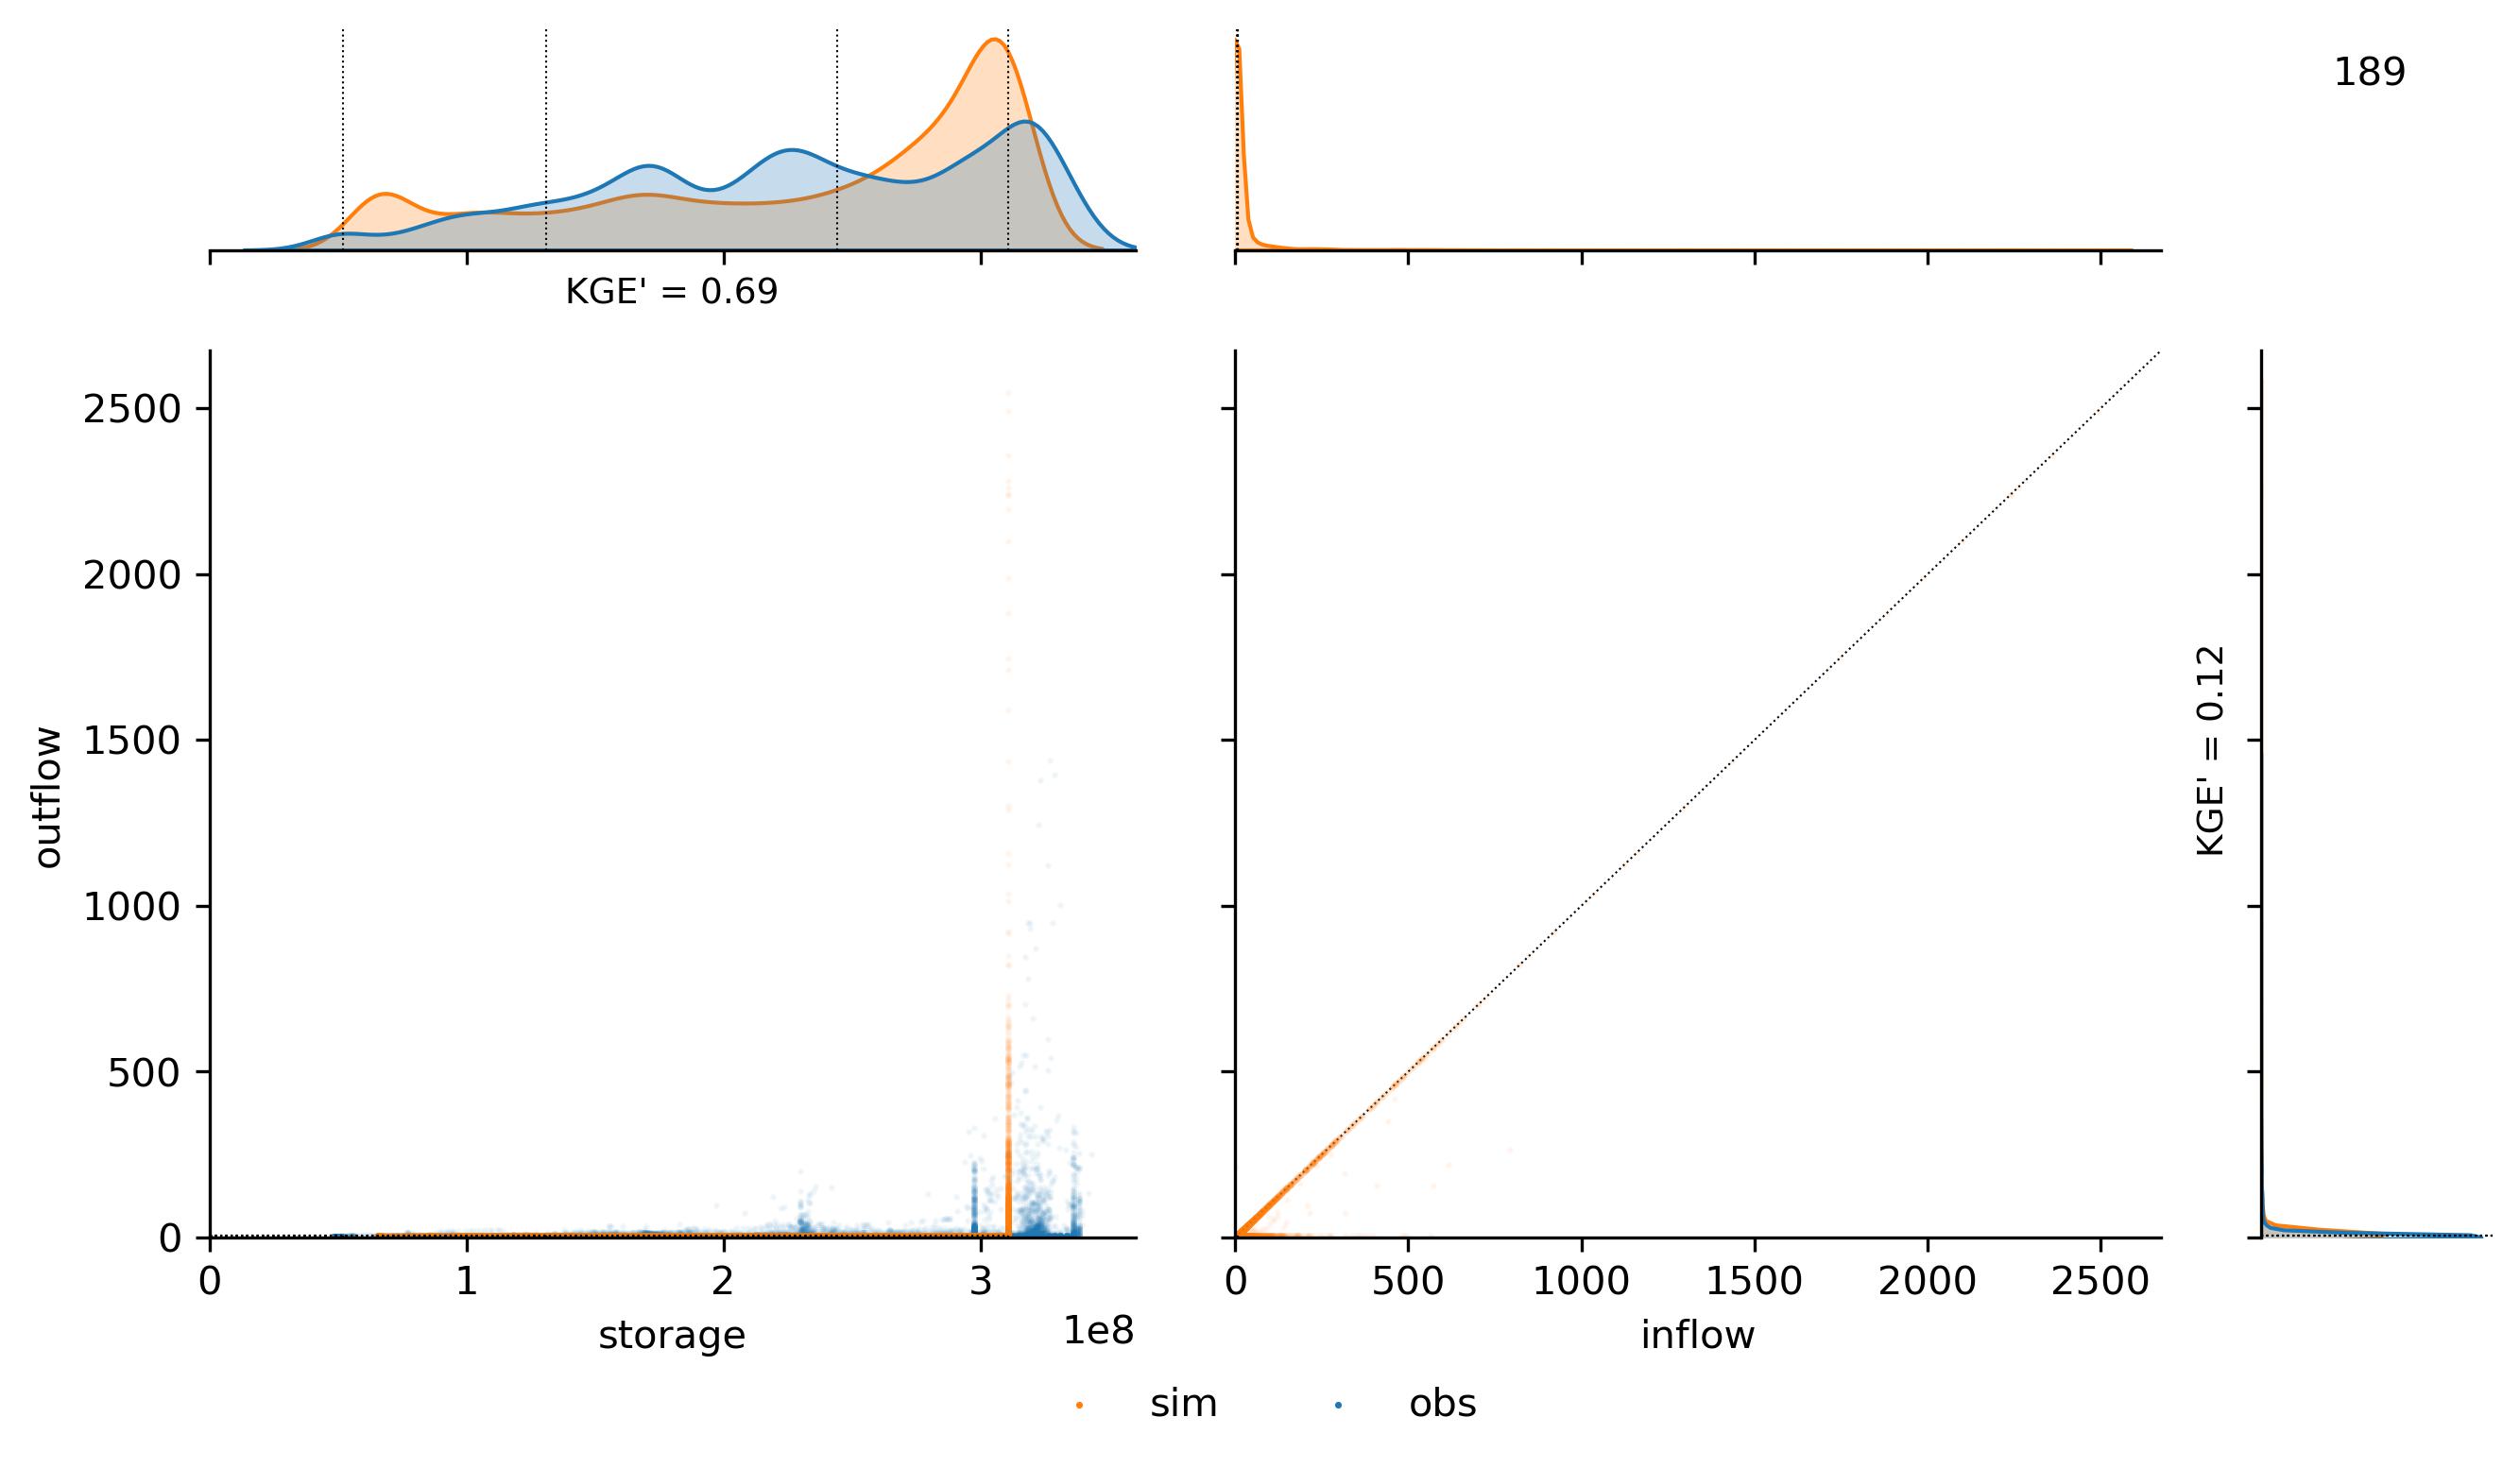 189
KGE' = 0.69
outflow
2500
2000
1500
1000
500
0
0 1 2 3
storage
1e8
KGE' = 0.12
0 500 1000 1500 2000 2500
inflow
sim obs